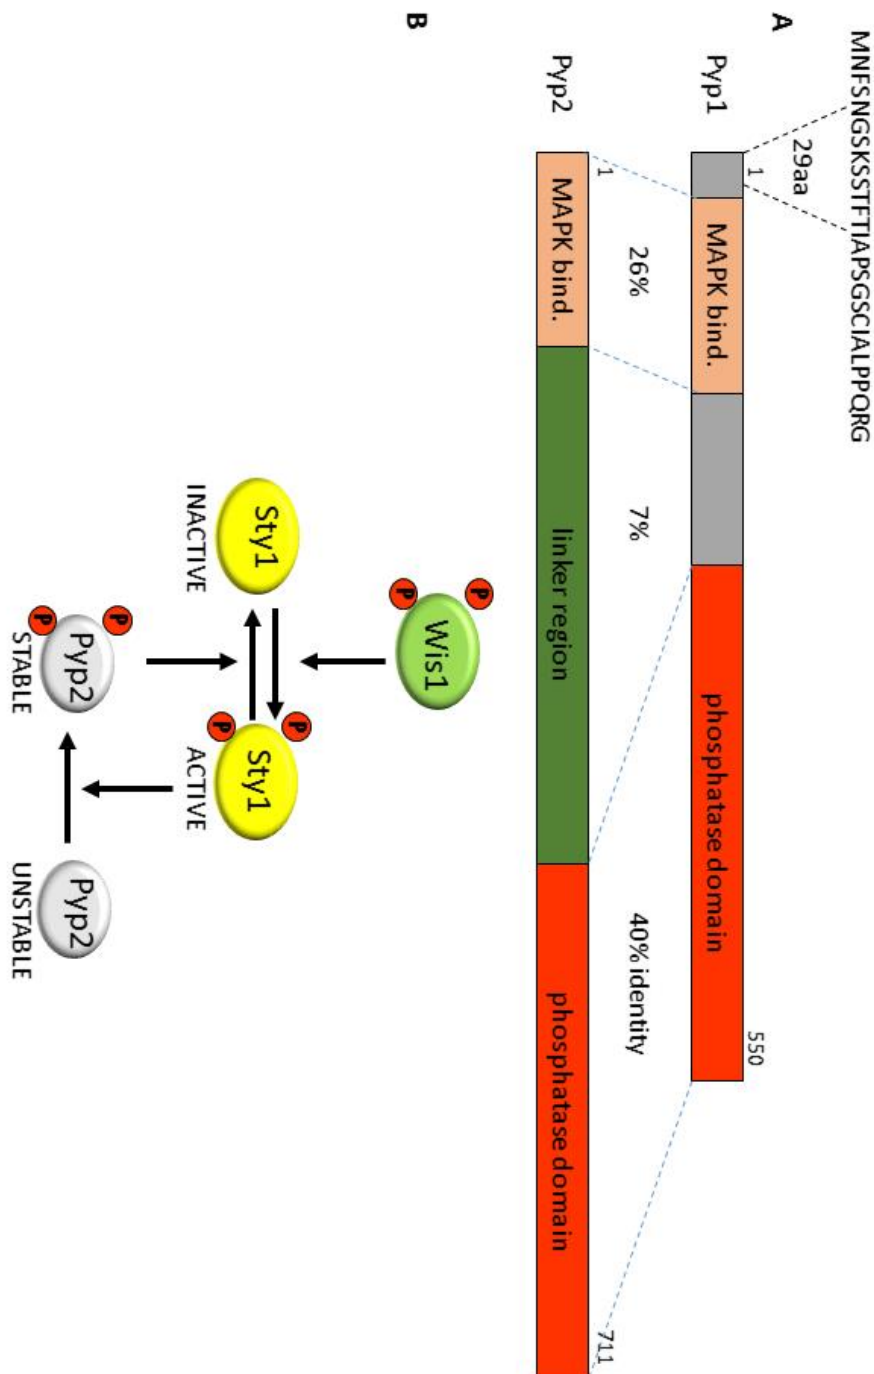 A
MNFSNGSKSSTFTIAPSGSCIALPPQRG
29aa
1
550
Pyp1
MAPK bind.
phosphatase domain
26%
7%
40% identity
1
711
Pyp2
MAPK bind.
linker region
phosphatase domain
B
P
P
Wis1
Sty1
INACTIVE
P
P
Sty1
ACTIVE
P
P
Pyp2
STABLE
Pyp2
UNSTABLE